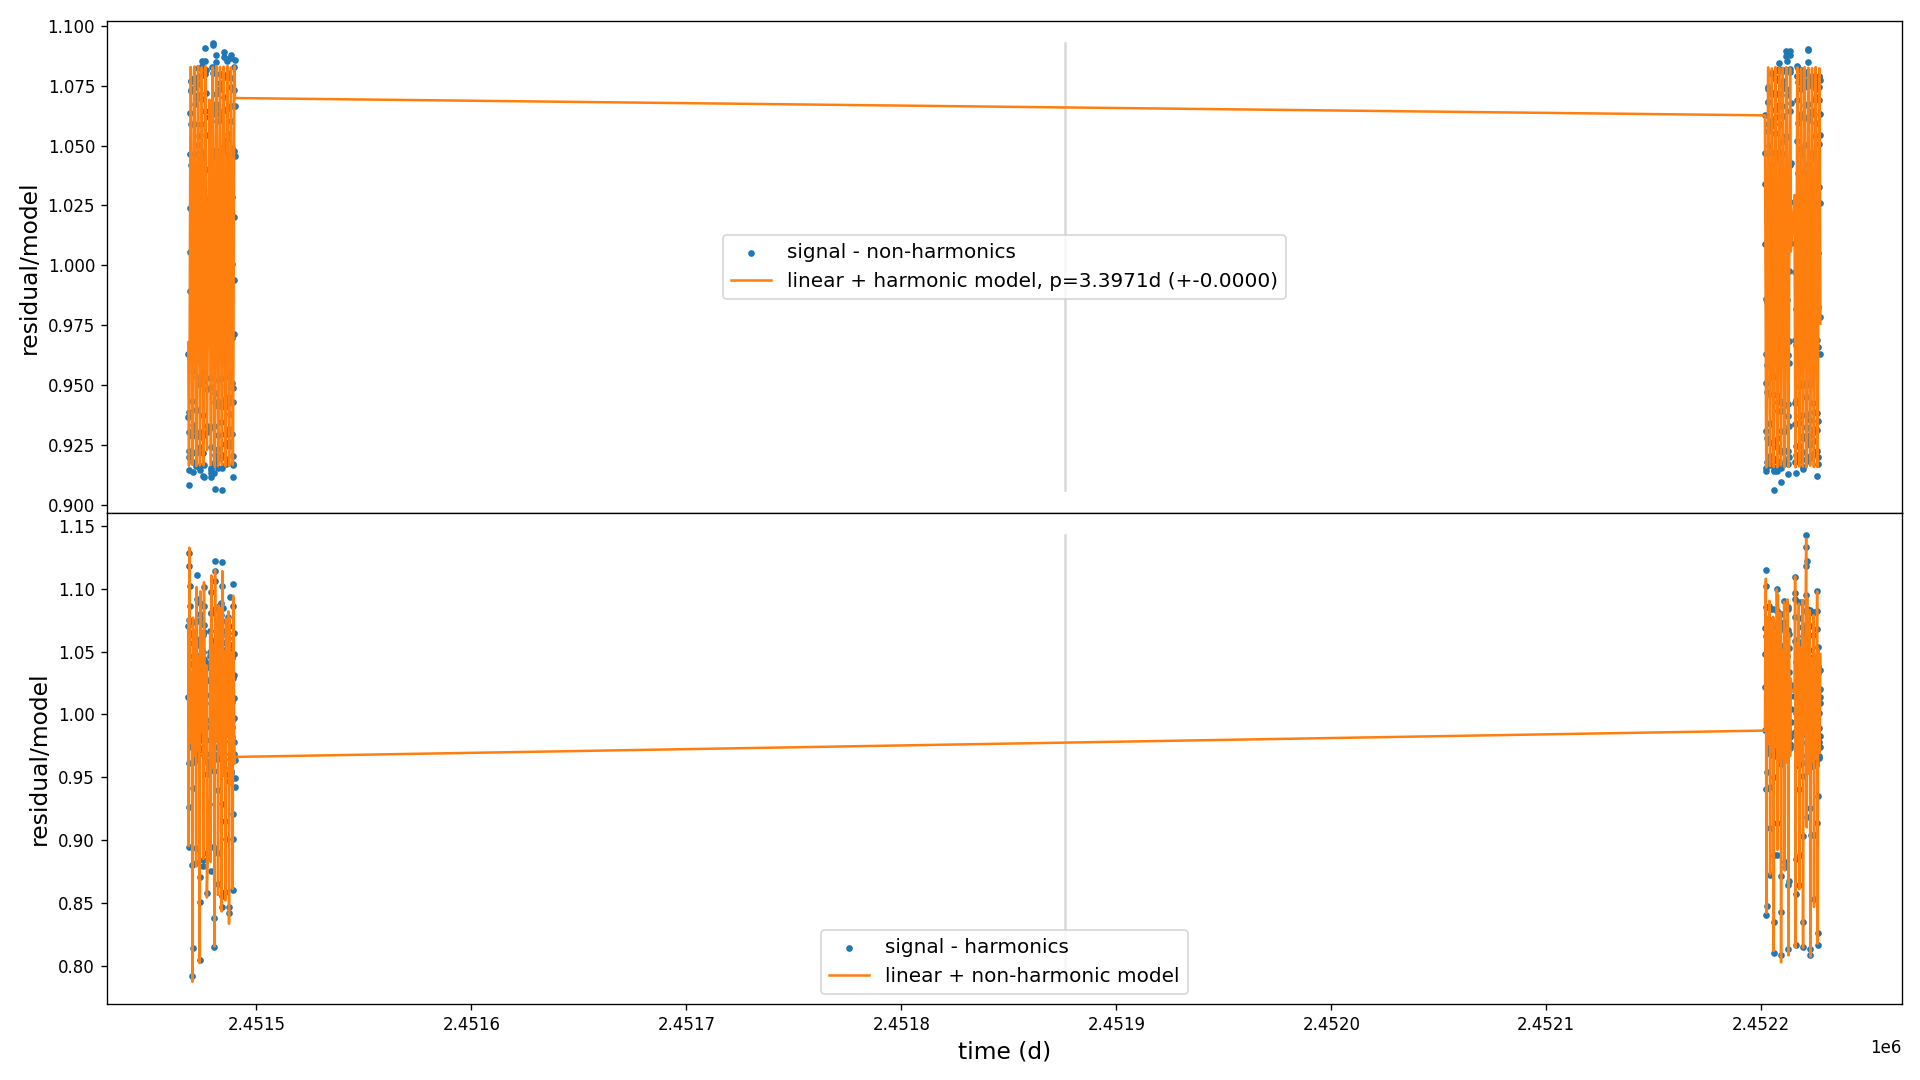 1.100
1.075
1.050
1.025
1.000
0.975
0.950
0.925
0.900
residual/model
signal - non-harmonics
linear + harmonic model, p=3.3971d (+-0.0000)
1.15
1.10
1.05
1.00
0.95
0.90
0.85
0.80
residual/model
signal - harmonics
linear + non-harmonic model
2.4515 2.4516 2.4517 2.4518 2.4519 2.4520 2.4521 2.4522
1e6
time (d)